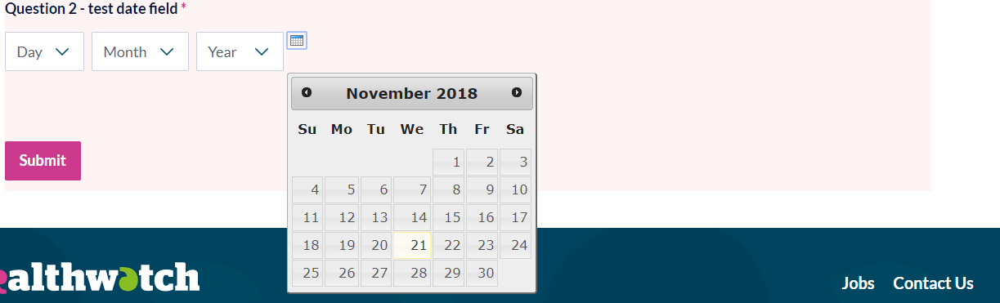 Question 2 - test date field *
Day Month Year
November 2018
Su Mo Tu We Th Fr Sa
1 2 3
4 5 6 7 8 9 10
11 12 13 14 15 16 17
18 19 20 21 22 23 24
25 26 27 28 29 30
Submit
althwatch
Jobs Contact Us